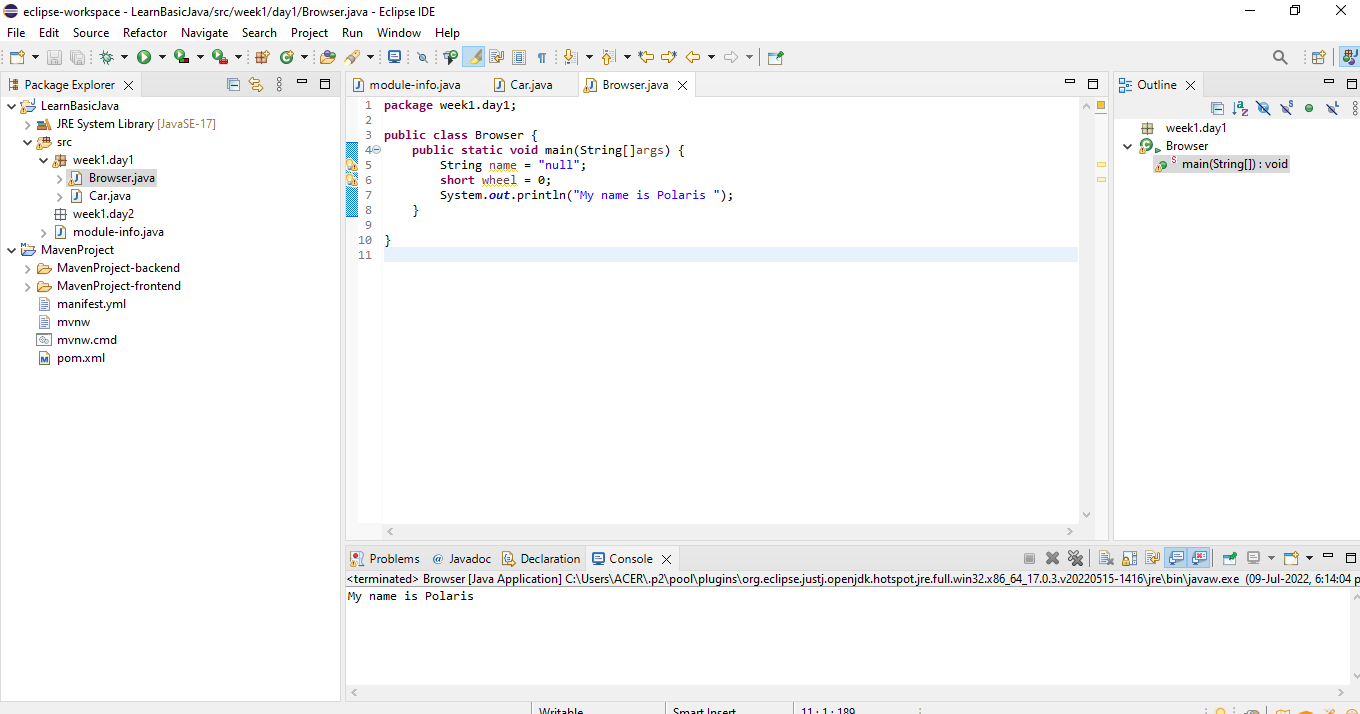 eclipse-workspace - LearnBasicJava/src/week1/day1/Browser.java - Eclipse IDE
File Edit Source Refactor Navigate Search Project Run Window Help
Package Explorer
LearnBasicJava
JRE System Library [JavaSE-17]
src
week1.day1
Browser.java
Car.java
week1.day2
module-info.java
MavenProject
MavenProject-backend
MavenProject-frontend
manifest.yml
mvnw
mvnw.cmd
pom.xml
module-info.java Car.java Browser.java
1 package week1.day1;
2
3 public class Browser {
4 public static void main(String[]args) {
5 String name = "null";
6 short wheel = 0;
7 System.out.println("My name is Polaris ");
8 }
9
10 }
11
Outline
week1.day1
Browser
main(String[]) : void
Problems @ Javadoc Declaration Console
<terminated> Browser [Java Application] C:\Users\ACER\.p2\pool\plugins\org.eclipse.justj.openjdk.hotspot.jre.full.win32.x86_64_17.0.3.v20220515-1416\jre\bin\javaw.exe (09-Jul-2022, 6:14:04 p
My name is Polaris
Writable Smart Insert 11 : 1 : 189